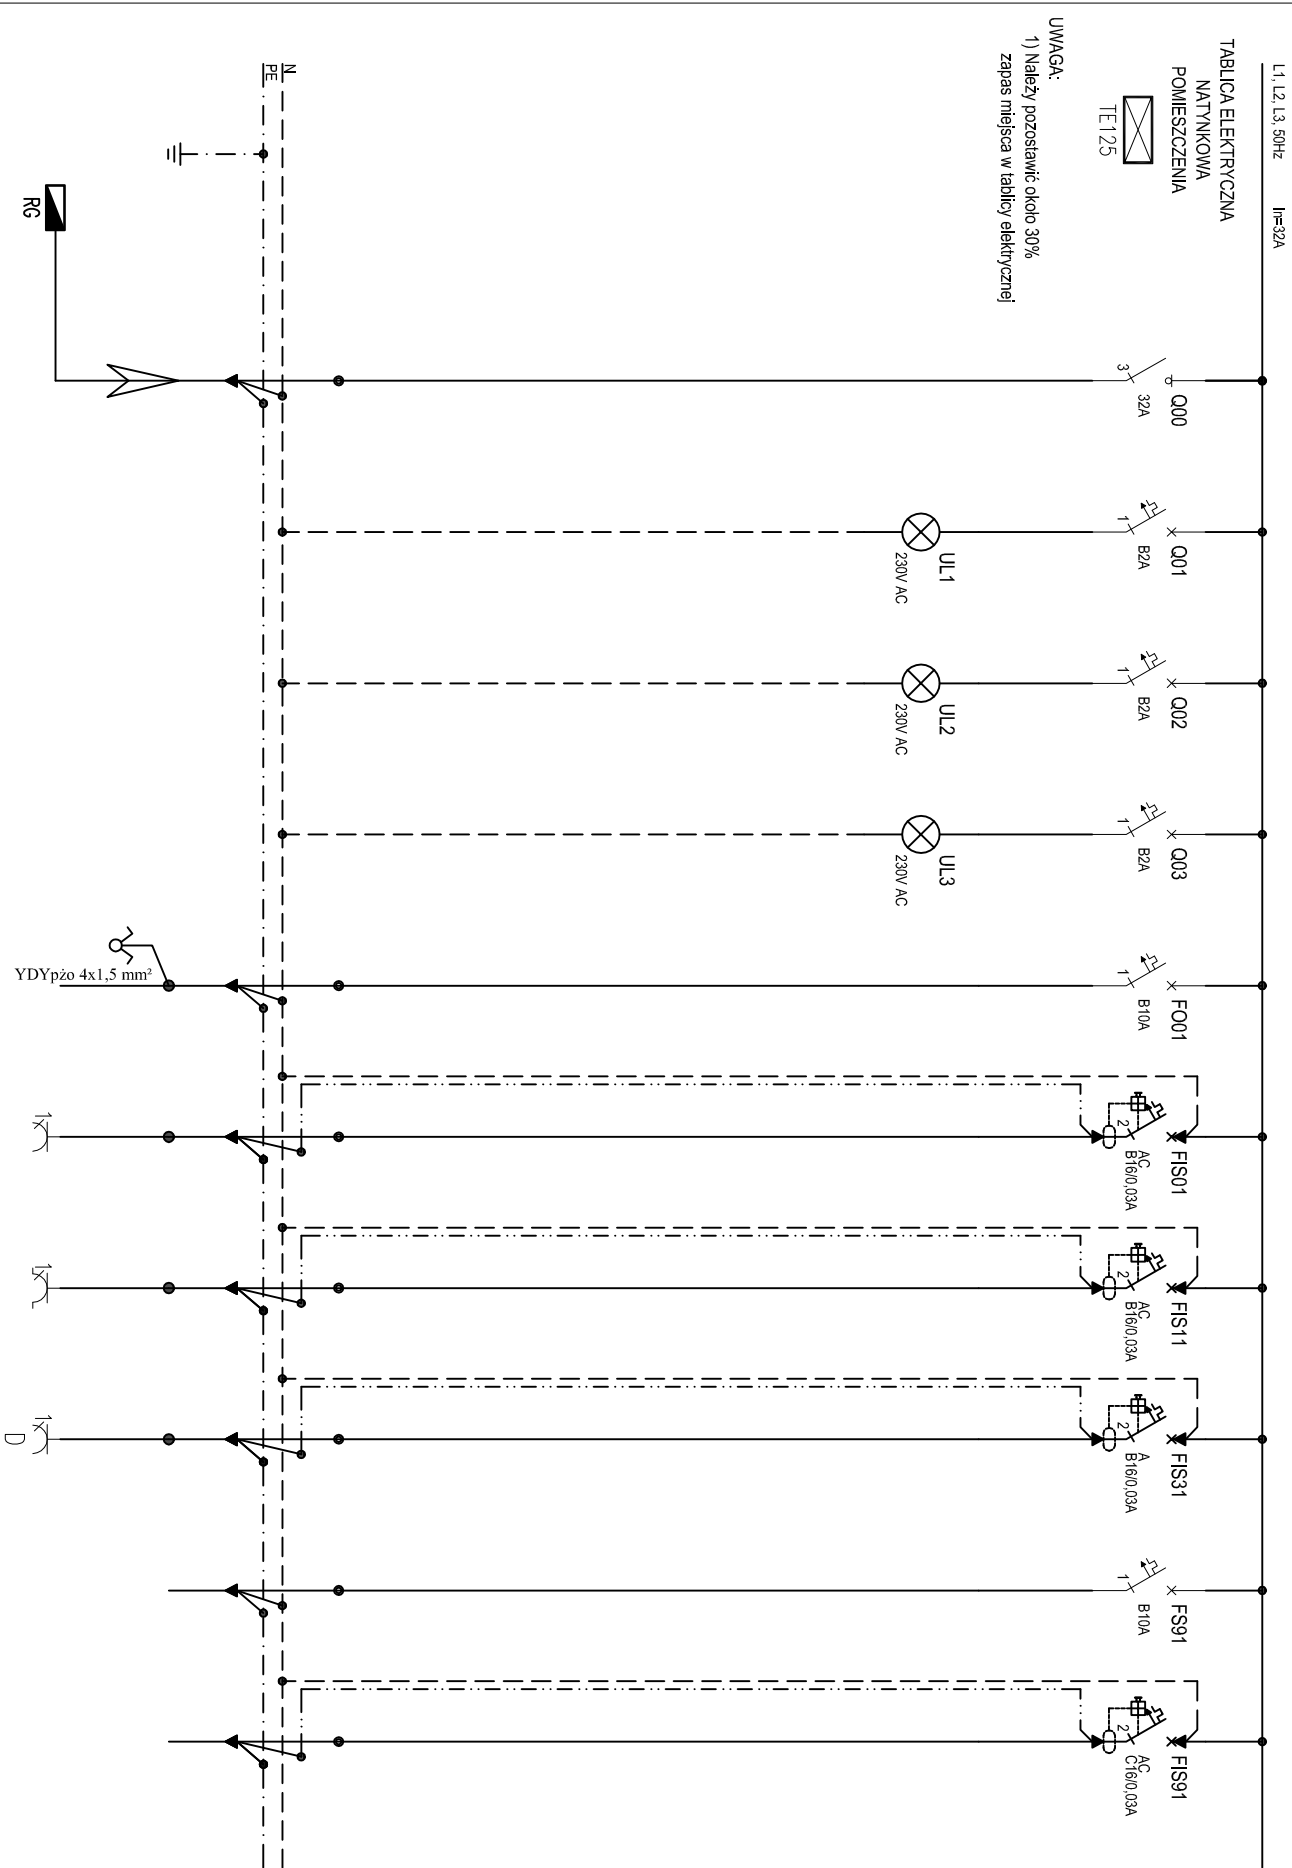 L1, L2, L3, 50Hz In=32A
TABLICA ELEKTRYCZNA
NATYNKOWA
POMIESZCZENIA
TE125
UWAGA:
1) Należy pozostawić około 30%
zapas miejsca w tablicy elektrycznej
N
PE
RG
Q00
3
32A
Q01
1
B2A
UL1
230V AC
Q02
1
B2A
UL2
230V AC
Q03
1
B2A
UL3
230V AC
FO01
1
B10A
YDYpżo 4x1,5 mm²
FIS01
2
AC
B16/0,03A
1x
FIS11
2
AC
B16/0,03A
1x
FIS31
2
A
B16/0,03A
1x
D
FS91
1
B10A
FIS91
2
AC
C16/0,03A